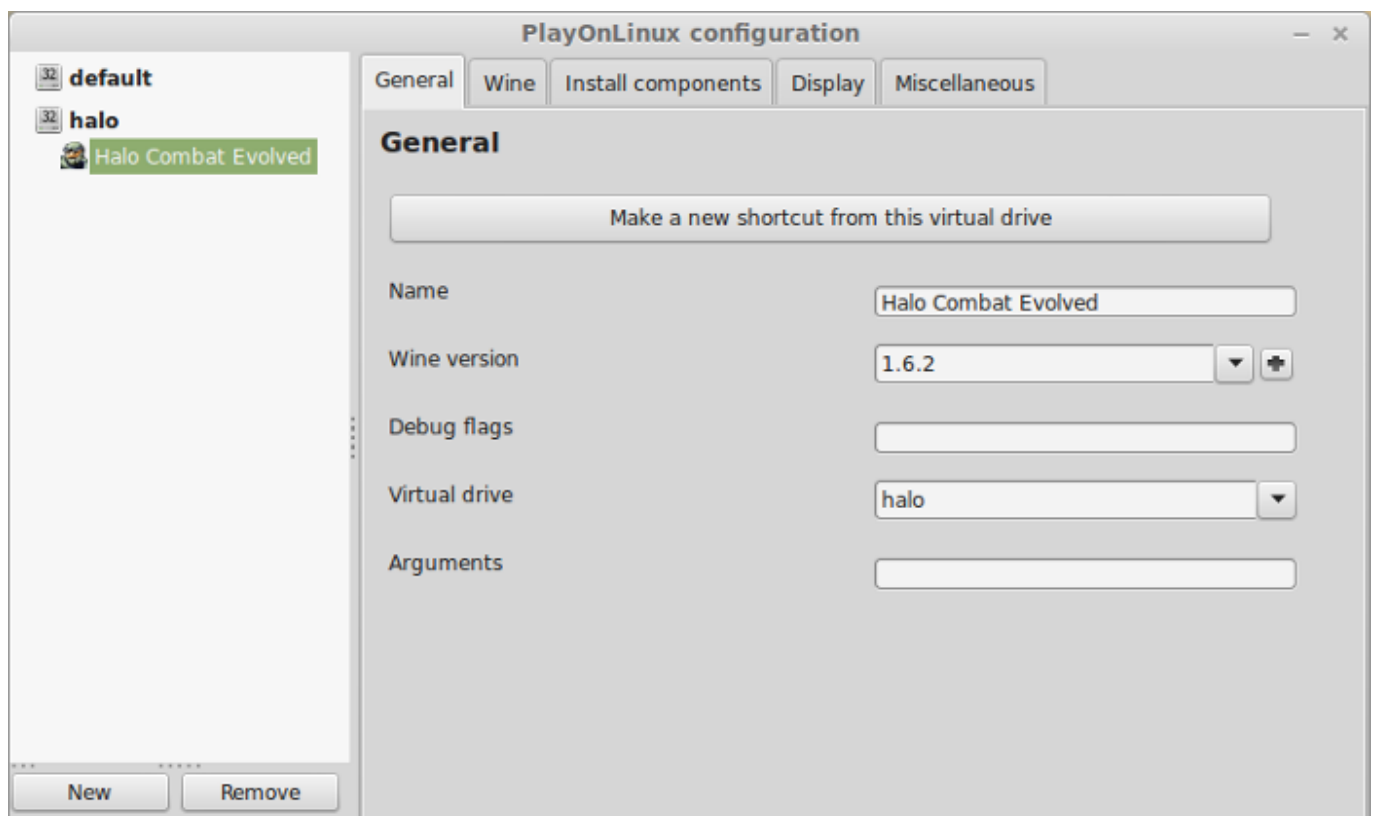 PlayOnLinux configuration
32 default
32 halo
Halo Combat Evolved
New Remove
General Wine Install components Display Miscellaneous
General
Make a new shortcut from this virtual drive
Name Halo Combat Evolved
Wine version 1.6.2
Debug flags
Virtual drive halo
Arguments